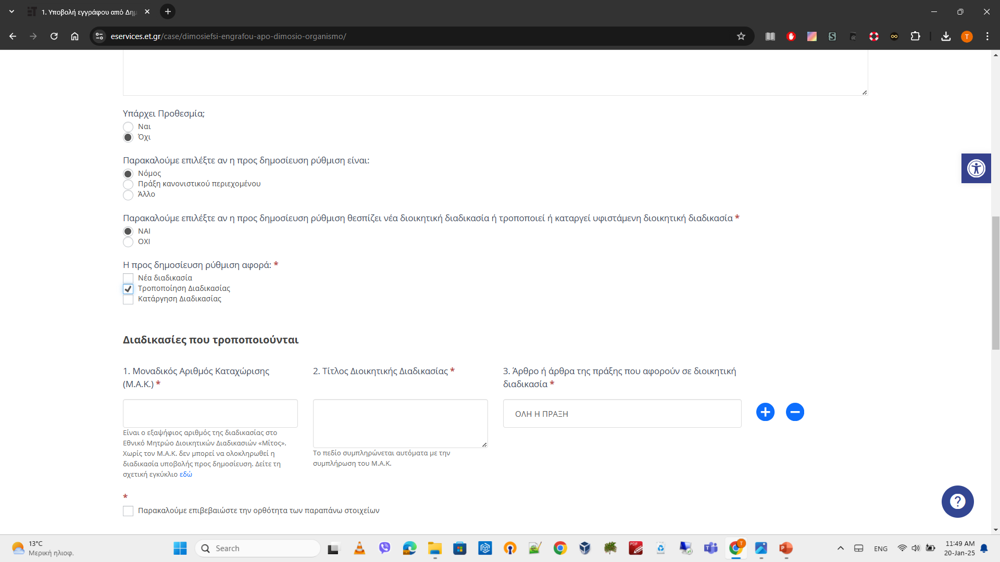 1. Υποβολή εγγράφου από Δημ
eservices.et.gr/case/dimosiefsi-engrafou-apo-dimosio-organismo/
T
Υπάρχει Προθεσμία;
Ναι
Όχι
Παρακαλούμε επιλέξτε αν η προς δημοσίευση ρύθμιση είναι:
Νόμος
Πράξη κανονιστικού περιεχομένου
Άλλο
Παρακαλούμε επιλέξτε αν η προς δημοσίευση ρύθμιση θεσπίζει νέα διοικητική διαδικασία ή τροποποιεί ή καταργεί υφιστάμενη διοικητική διαδικασία *
ΝΑΙ
ΟΧΙ
Η προς δημοσίευση ρύθμιση αφορά: *
Νέα διαδικασία
Τροποποίηση Διαδικασίας
Κατάργηση Διαδικασίας
Διαδικασίες που τροποποιούνται
1. Μοναδικός Αριθμός Καταχώρισης
(Μ.Α.Κ.) *
2. Τίτλος Διοικητικής Διαδικασίας *
3. Άρθρο ή άρθρα της πράξης που αφορούν σε διοικητική
διαδικασία *
ΟΛΗ Η ΠΡΑΞΗ
Είναι ο εξαψήφιος αριθμός της διαδικασίας στο
Εθνικό Μητρώο Διοικητικών Διαδικασιών «Μίτος».
Χωρίς τον Μ.Α.Κ. δεν μπορεί να ολοκληρωθεί η
διαδικασία υποβολής προς δημοσίευση. Δείτε τη
σχετική εγκύκλιο εδώ
Το πεδίο συμπληρώνεται αυτόματα με την
συμπλήρωση του Μ.Α.Κ.
*
Παρακαλούμε επιβεβαιώστε την ορθότητα των παραπάνω στοιχείων
13°C
Μερική ηλιοφ.
Search
PDF
T
ENG
11:49 AM
20-Jan-25